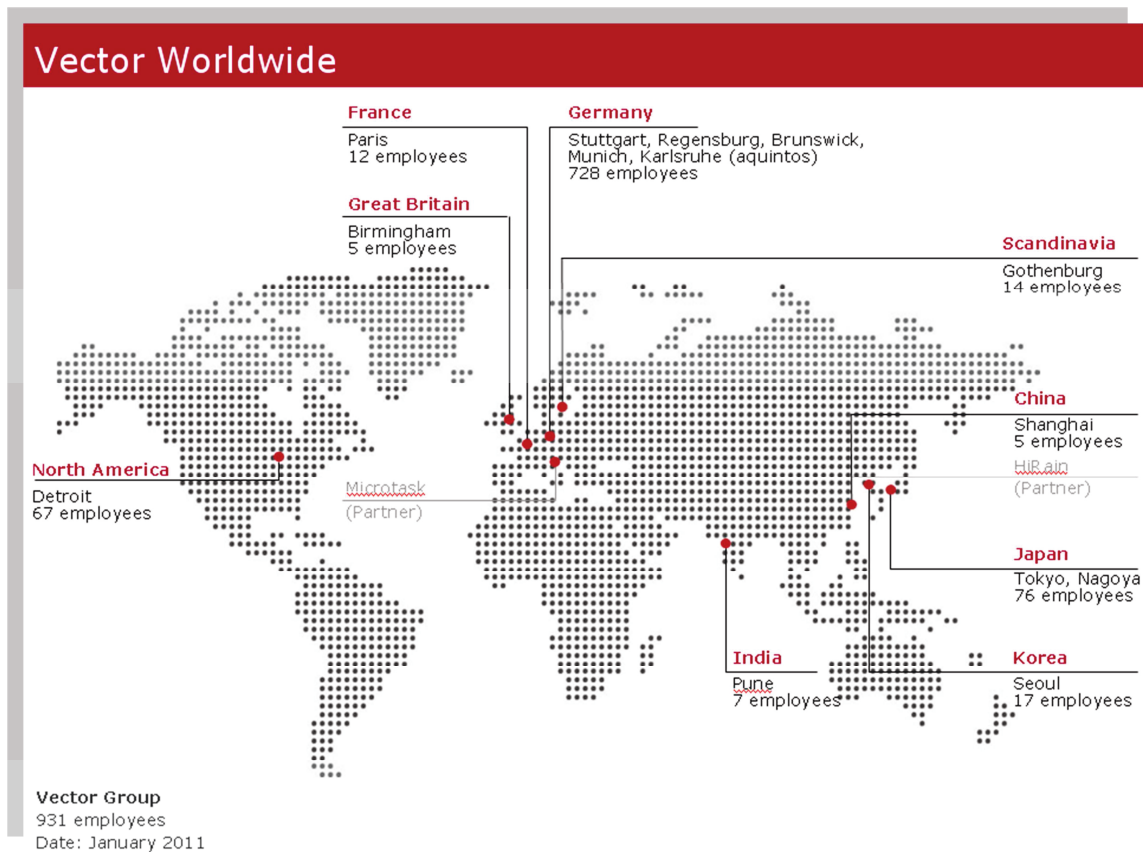 Vector Worldwide
France
Paris
12 employees
Germany
Stuttgart, Regensburg, Brunswick,
Munich, Karlsruhe (aquintos)
728 employees
Great Britain
Birmingham
5 employees
Scandinavia
Gothenburg
14 employees
China
Shanghai
5 employees
HiRain
(Partner)
North America
Detroit
67 employees
Microtask
(Partner)
Japan
Tokyo, Nagoya
76 employees
India
Pune
7 employees
Korea
Seoul
17 employees
Vector Group
931 employees
Date: January 2011